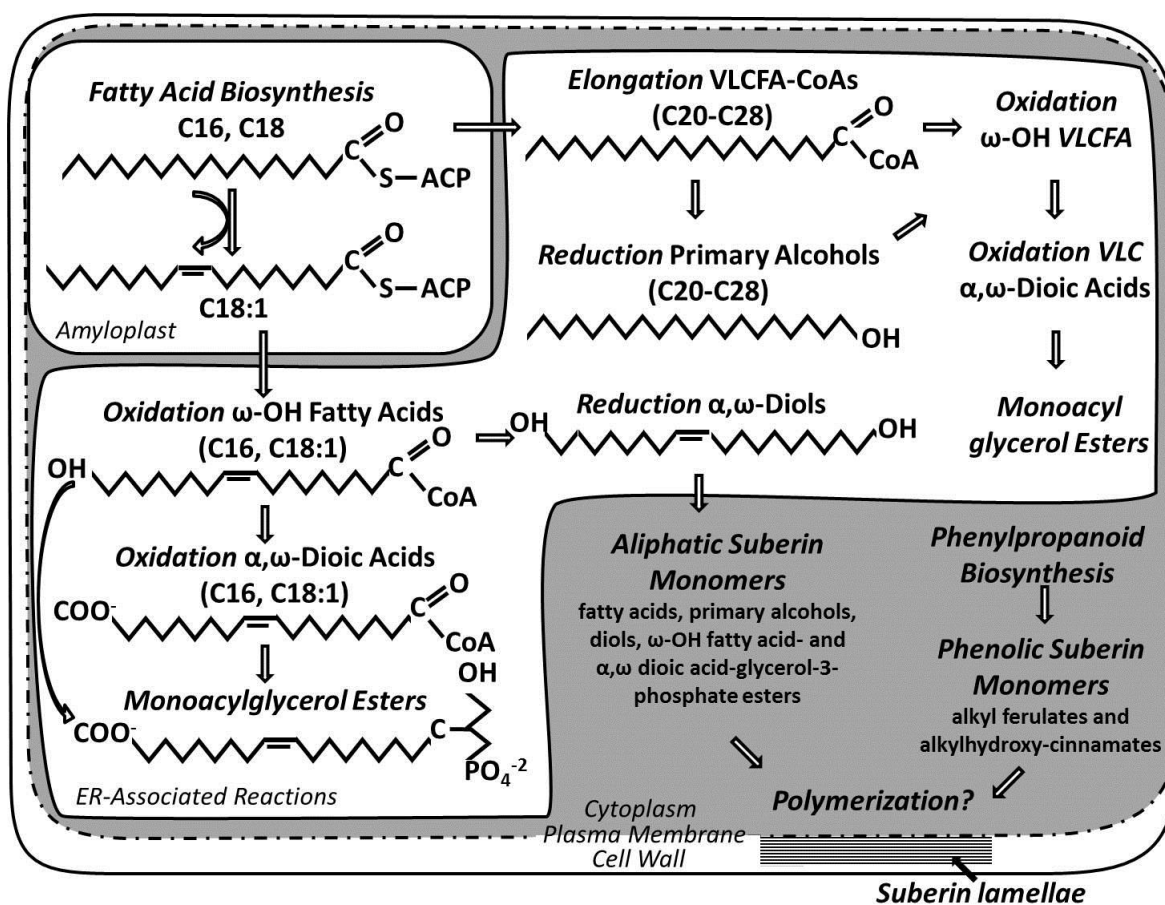 Fatty Acid Biosynthesis
C16, C18
C
O
S
ACP
C
O
S
ACP
C18:1
Amyloplast
Elongation VLCFA-CoAs
(C20-C28)
C
O
CoA
Oxidation
ω-OH VLCFA
Reduction Primary Alcohols
(C20-C28)
OH
Oxidation VLC
α,ω-Dioic Acids
Monoacyl
glycerol Esters
Oxidation ω-OH Fatty Acids
(C16, C18:1)
OH
C
O
CoA
Reduction α,ω-Diols
OH
OH
Oxidation α,ω-Dioic Acids
(C16, C18:1)
COO-
C
O
CoA
OH
Monoacylglycerol Esters
COO-
C
PO4-2
ER-Associated Reactions
Aliphatic Suberin
Monomers
fatty acids, primary alcohols,
diols, ω-OH fatty acid- and
α,ω dioic acid-glycerol-3-
phosphate esters
Phenylpropanoid
Biosynthesis
Phenolic Suberin
Monomers
alkyl ferulates and
alkylhydroxy-cinnamates
Polymerization?
Cytoplasm
Plasma Membrane
Cell Wall
Suberin lamellae